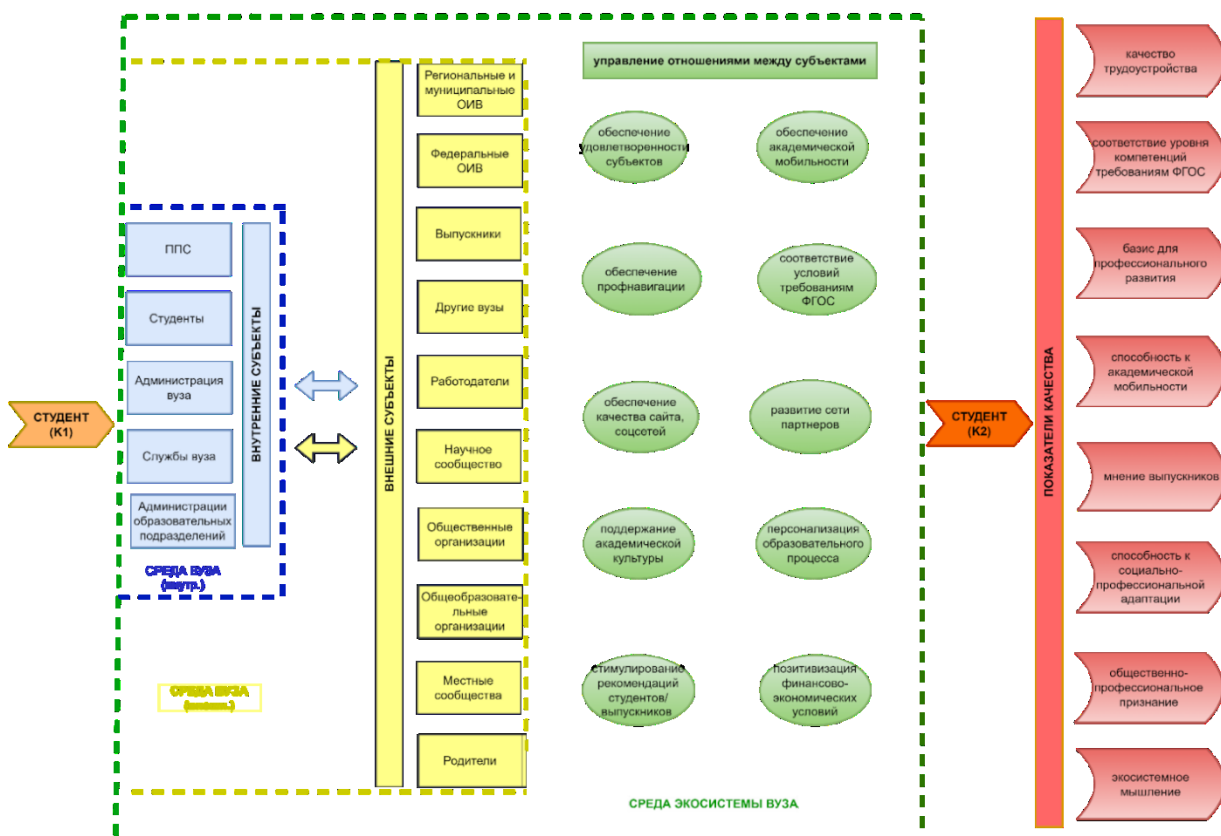 СТУДЕНТ
(К1)
ППС
Студенты
Администрация
вуза
Службы вуза
Администрации
образовательных
подразделений
ВНУТРЕННИЕ СУБЪЕКТЫ
СРЕДА ВУЗА
(внутр.)
СРЕДА ВУЗА
ВНЕШНИЕ СУБЪЕКТЫ
Региональные и
муниципальные
ОИВ
Федеральные
ОИВ
Выпускники
Другие вузы
Работодатели
Научное
сообщество
Общественные
организации
Общеобразователь-
ные
организации
Местные
сообщества
Родители
управление отношениями между субъектами
обеспечение
удовлетворенности
субъектов
обеспечение
академической
мобильности
обеспечение
профнавигации
соответствие
условий
требованиям
ФГОС
обеспечение
качества сайта,
соцсетей
развитие сети
партнеров
поддержание
академической
культуры
персонализация
образовательного
процесса
стимулирование
рекомендаций
студентов/
выпускников
позитивизация
финансово-
экономических
условий
СРЕДА ЭКОСИСТЕМЫ ВУЗА
СТУДЕНТ
(К2)
ПОКАЗАТЕЛИ КАЧЕСТВА
качество
трудоустройства
соответствие уровня
компетенций
требованиям ФГОС
базис для
профессионального
развития
способность к
академической
мобильности
мнение выпускников
способность к
социально-
профессиональной
адаптации
общественно-
профессиональное
признание
экосистемное
мышление